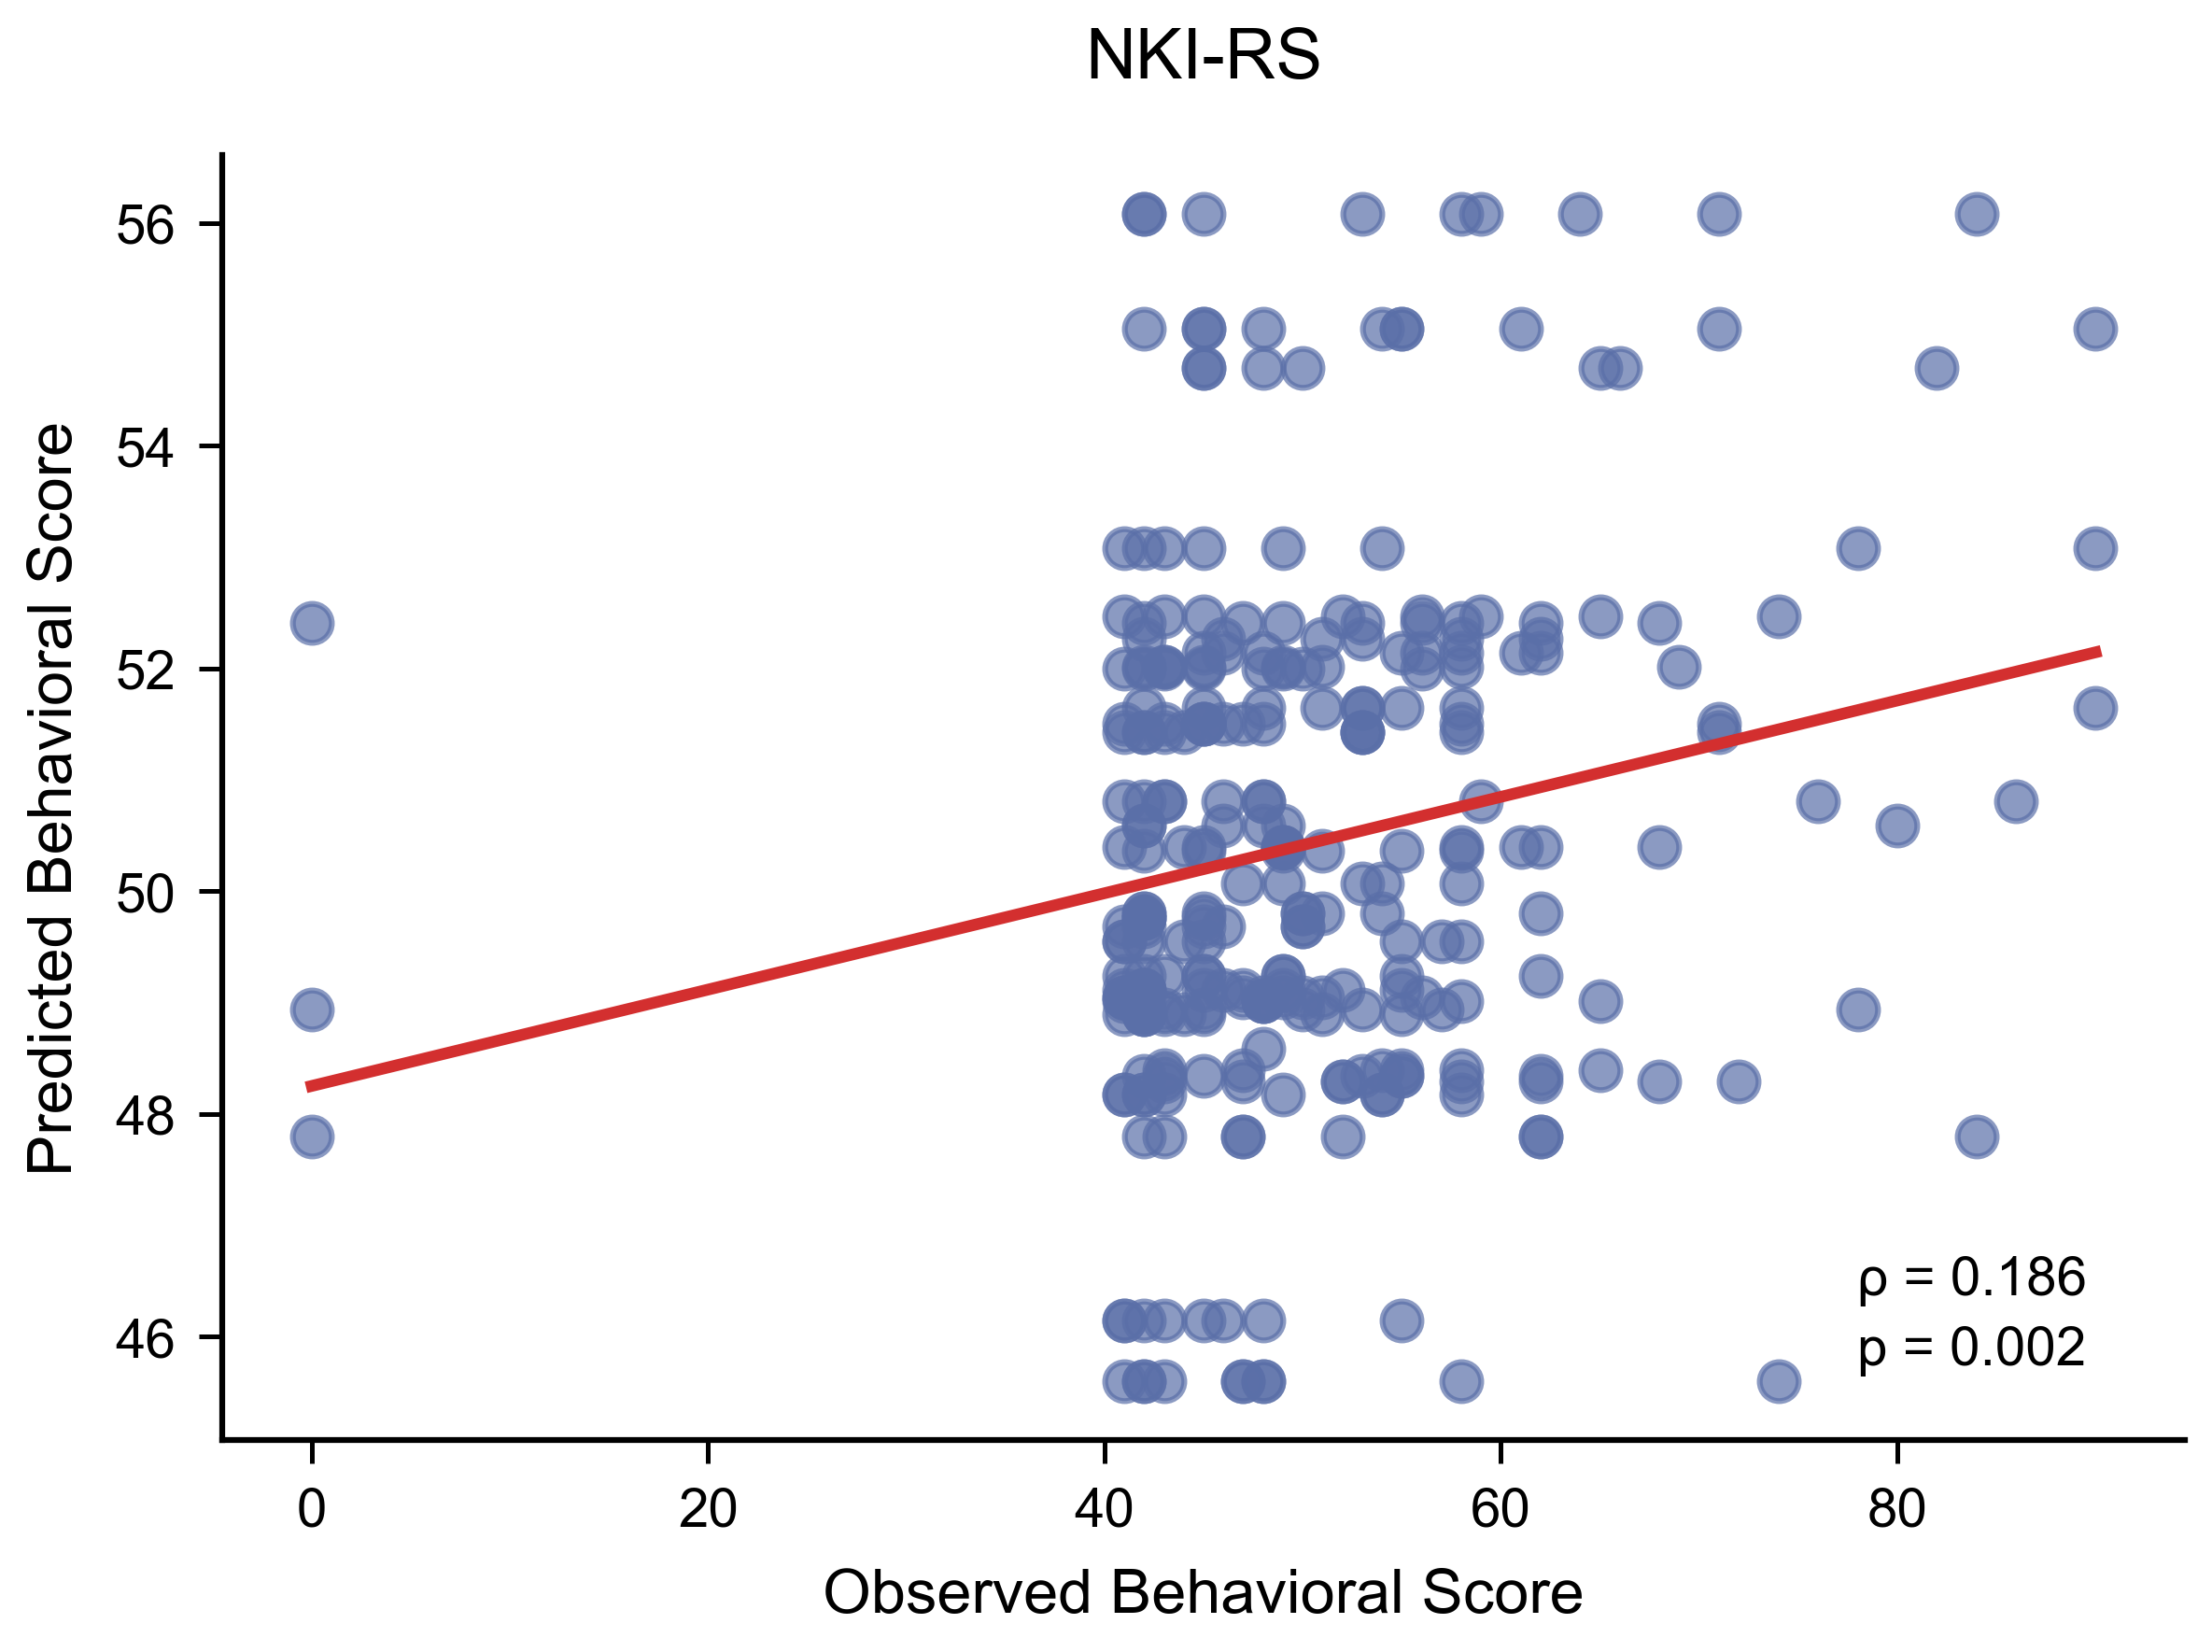 NKI-RS
Predicted Behavioral Score
56
54
52
50
48
46
ρ = 0.186
p = 0.002
0 20 40 60 80
Observed Behavioral Score